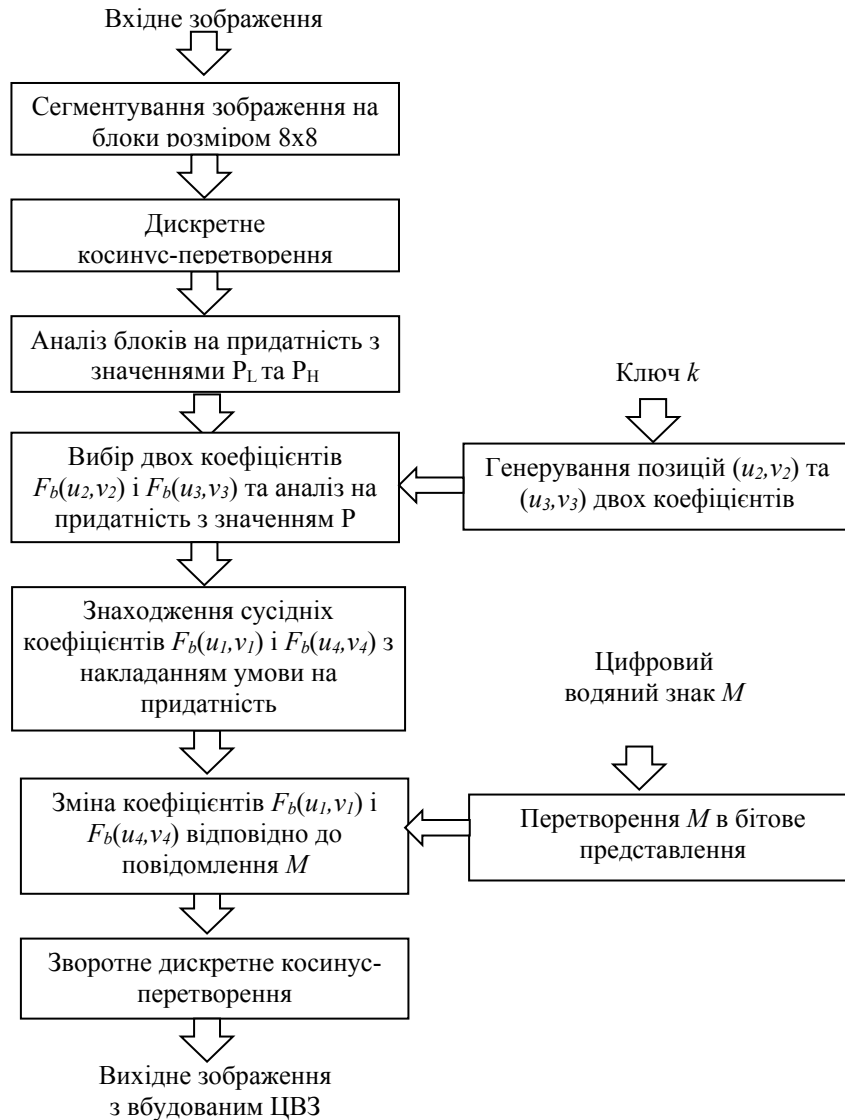 Вхідне зображення
Сегментування зображення на
блоки розміром 8x8
Дискретне
косинус-перетворення
Аналіз блоків на придатність з
значеннями P_L та P_H
Ключ k
Вибір двох коефіцієнтів
F_b(u_2,v_2) і F_b(u_3,v_3) та аналіз на
придатність з значенням P
Генерування позицій (u_2,v_2) та
(u_3,v_3) двох коефіцієнтів
Знаходження сусідніх
коефіцієнтів F_b(u_1,v_1) і F_b(u_4,v_4) з
накладанням умови на
придатність
Цифровий
водяний знак M
Зміна коефіцієнтів F_b(u_1,v_1) і
F_b(u_4,v_4) відповідно до
повідомлення M
Перетворення M в бітове
представлення
Зворотне дискретне косинус-
перетворення
Вихідне зображення
з вбудованим ЦВЗ